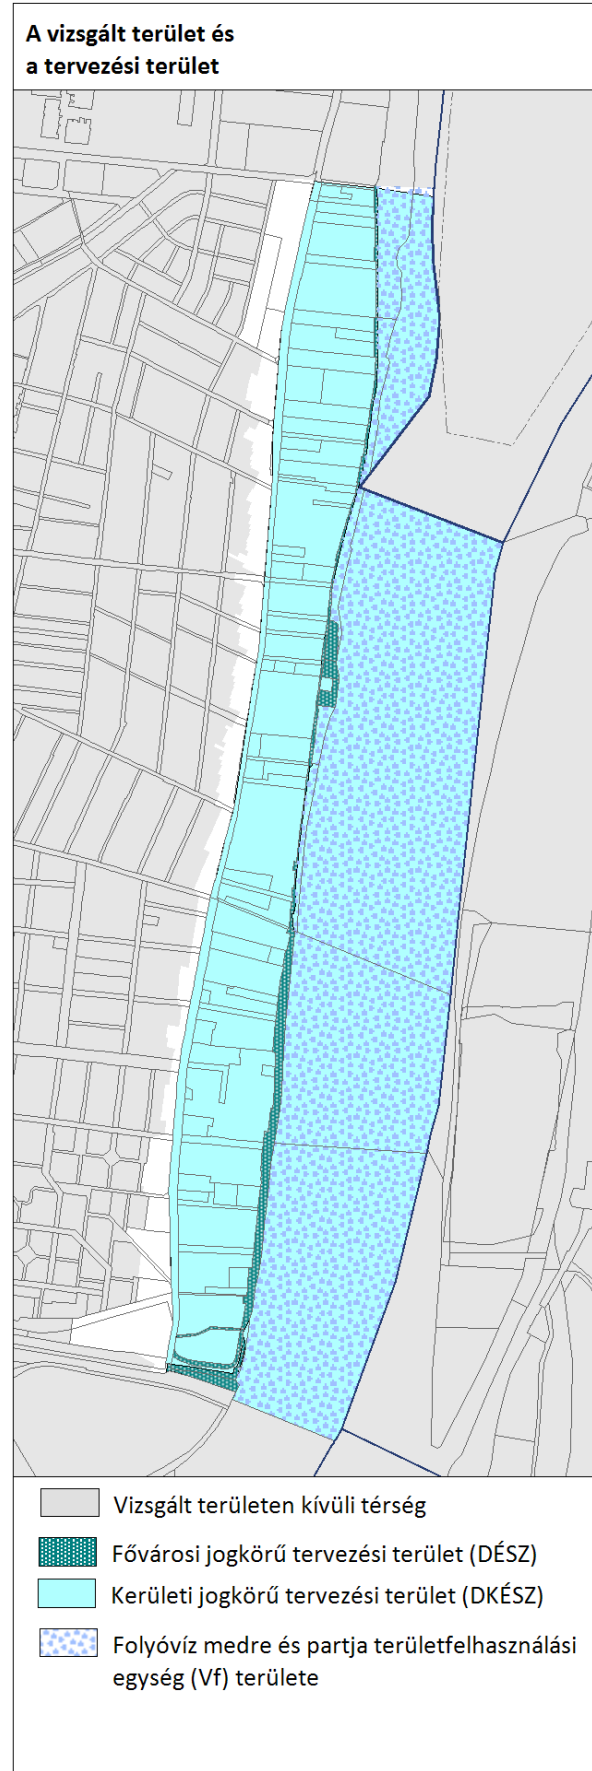 A vizsgált terület és
a tervezési terület
Vizsgált területen kívüli térség
Fővárosi jogkörű tervezési terület (DÉSZ)
Kerületi jogkörű tervezési terület (DKÉSZ)
Folyóvíz medre és partja területfelhasználási
egység (Vf) területe